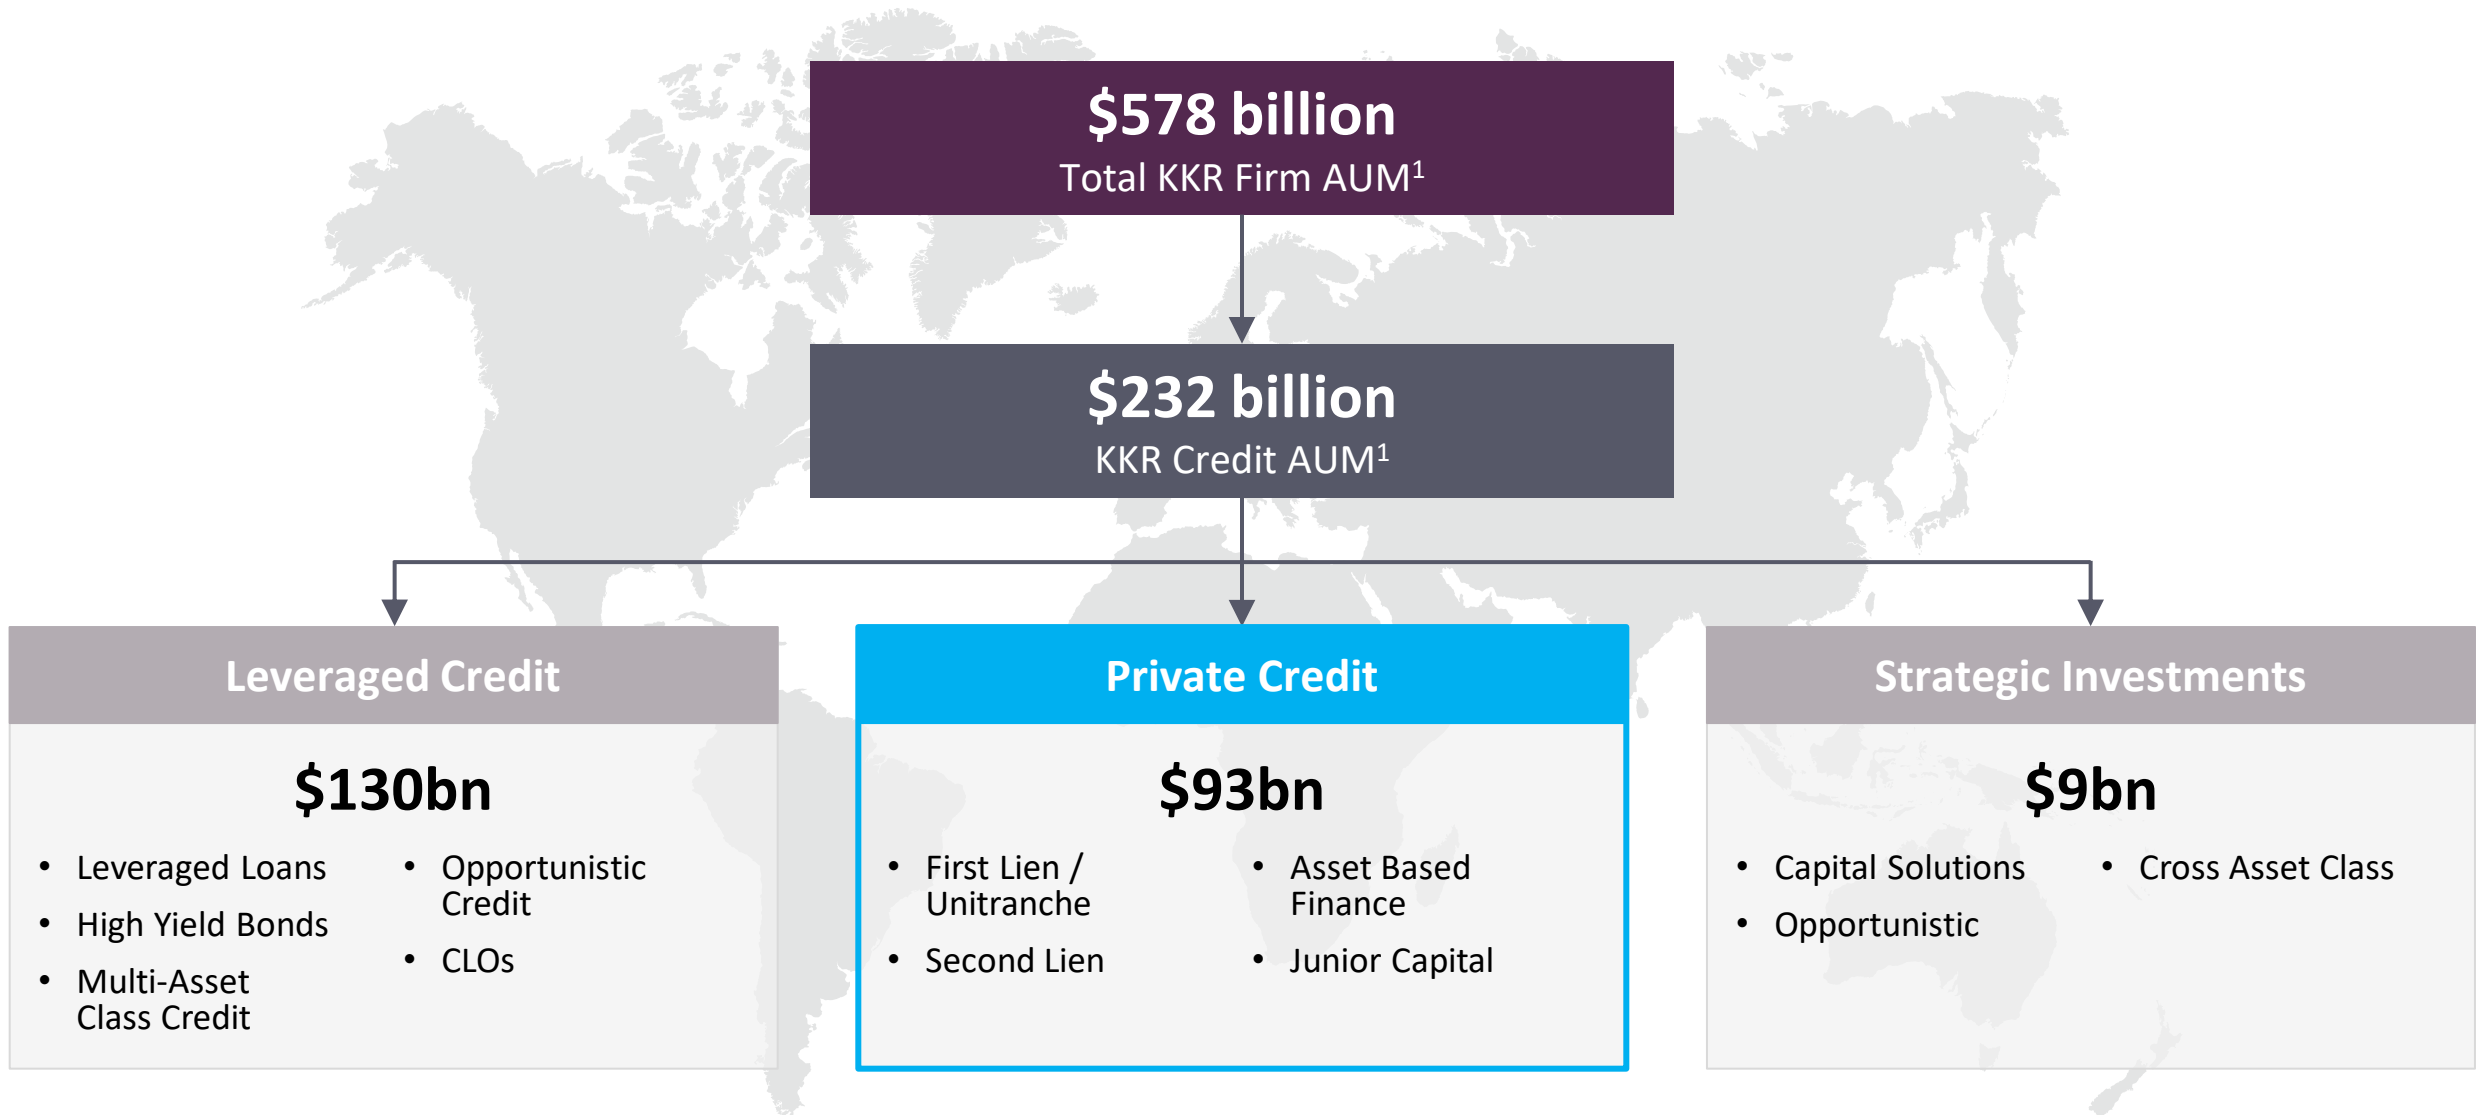 $578 billion
Total KKR Firm AUM¹
$232 billion
KKR Credit AUM¹
Leveraged Credit
$130bn
• Leveraged Loans
• High Yield Bonds
• Multi-Asset
Class Credit
• Opportunistic
Credit
• CLOs
Private Credit
$93bn
• First Lien /
Unitranche
• Second Lien
• Asset Based
Finance
• Junior Capital
Strategic Investments
$9bn
• Capital Solutions
• Opportunistic
• Cross Asset Class